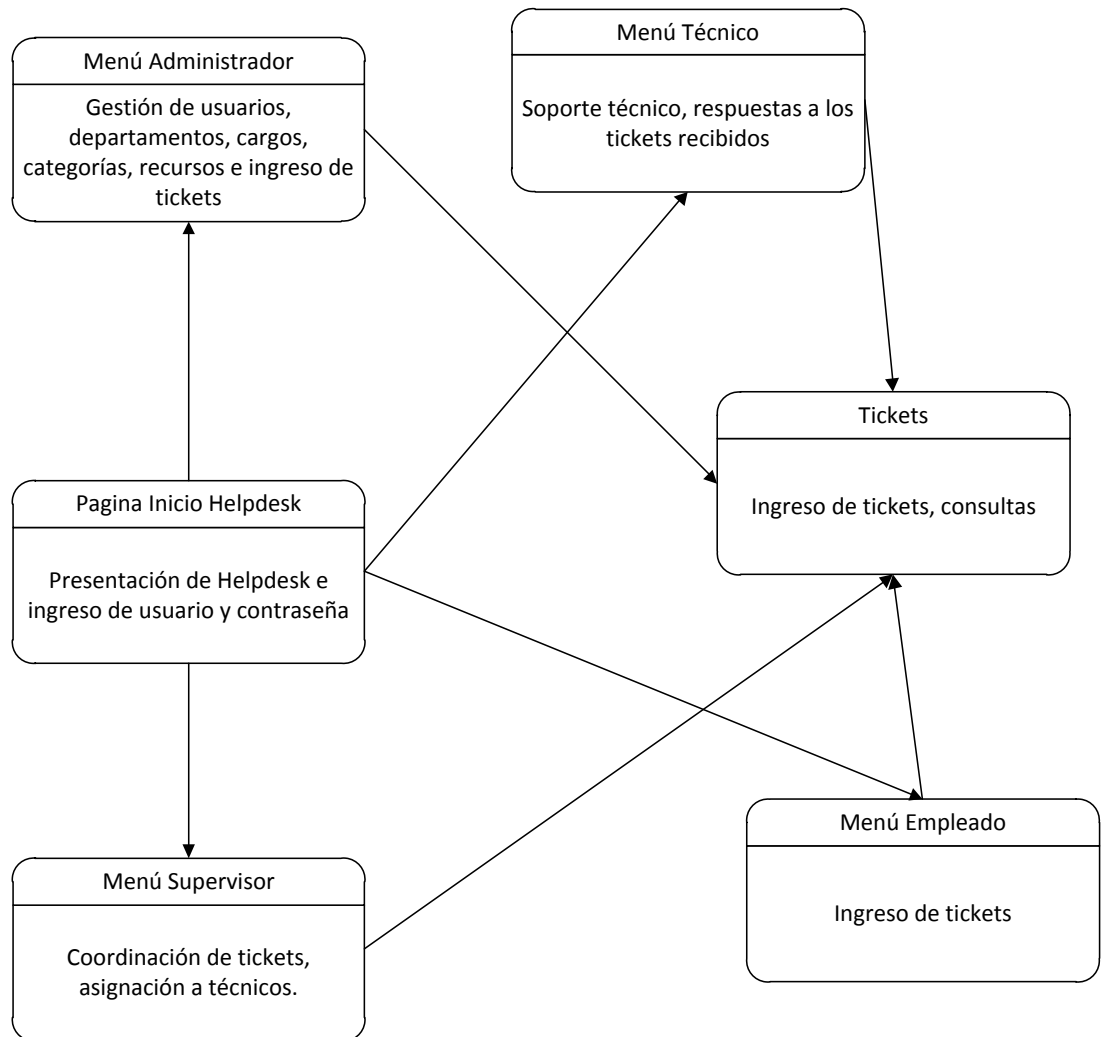 Menú Administrador
Gestión de usuarios,
departamentos, cargos,
categorías, recursos e ingreso de
tickets
Menú Técnico
Soporte técnico, respuestas a los
tickets recibidos
Tickets
Ingreso de tickets, consultas
Pagina Inicio Helpdesk
Presentación de Helpdesk e
ingreso de usuario y contraseña
Menú Empleado
Ingreso de tickets
Menú Supervisor
Coordinación de tickets,
asignación a técnicos.